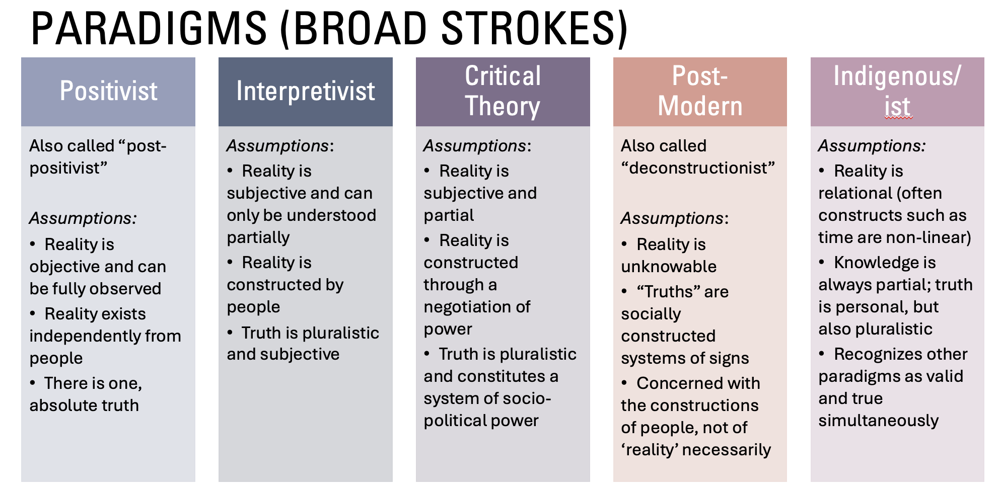 PARADIGMS (BROAD STROKES)
Positivist
Also called “post-
positivist”
Assumptions:
• Reality is
objective and can
be fully observed
• Reality exists
independently from
people
• There is one,
absolute truth
Interpretivist
Assumptions:
• Reality is
subjective and can
only be understood
partially
• Reality is
constructed by
people
• Truth is pluralistic
and subjective
Critical
Theory
Assumptions:
• Reality is
subjective and
partial
• Reality is
constructed
through a
negotiation of
power
• Truth is pluralistic
and constitutes a
system of socio-
political power
Post-
Modern
Also called
“deconstructionist”
Assumptions:
• Reality is
unknowable
• “Truths” are
socially
constructed
systems of signs
• Concerned with
the constructions
of people, not of
‘reality’ necessarily
Indigenous/
ist
Assumptions:
• Reality is
relational (often
constructs such as
time are non-linear)
• Knowledge is
always partial; truth
is personal, but
also pluralistic
• Recognizes other
paradigms as valid
and true
simultaneously